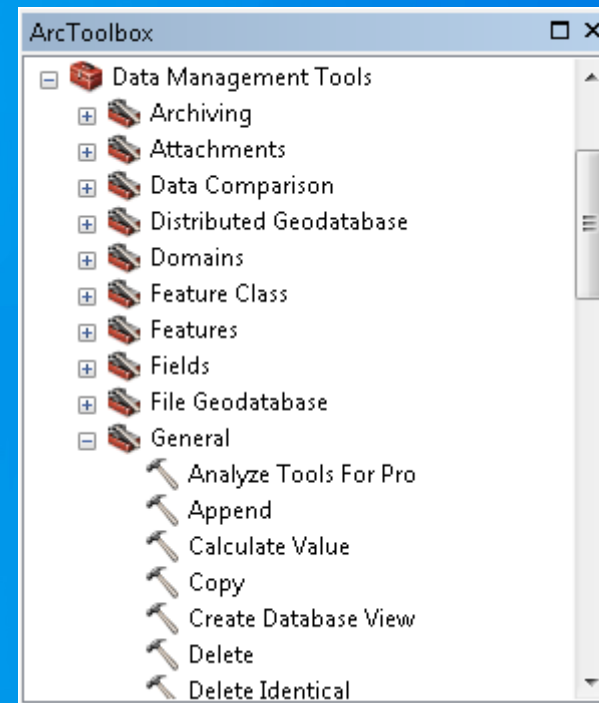 ArcToolbox
Data Management Tools
Archiving
Attachments
Data Comparison
Distributed Geodatabase
Domains
Feature Class
Features
Fields
File Geodatabase
General
Analyze Tools For Pro
Append
Calculate Value
Copy
Create Database View
Delete
Delete Identical